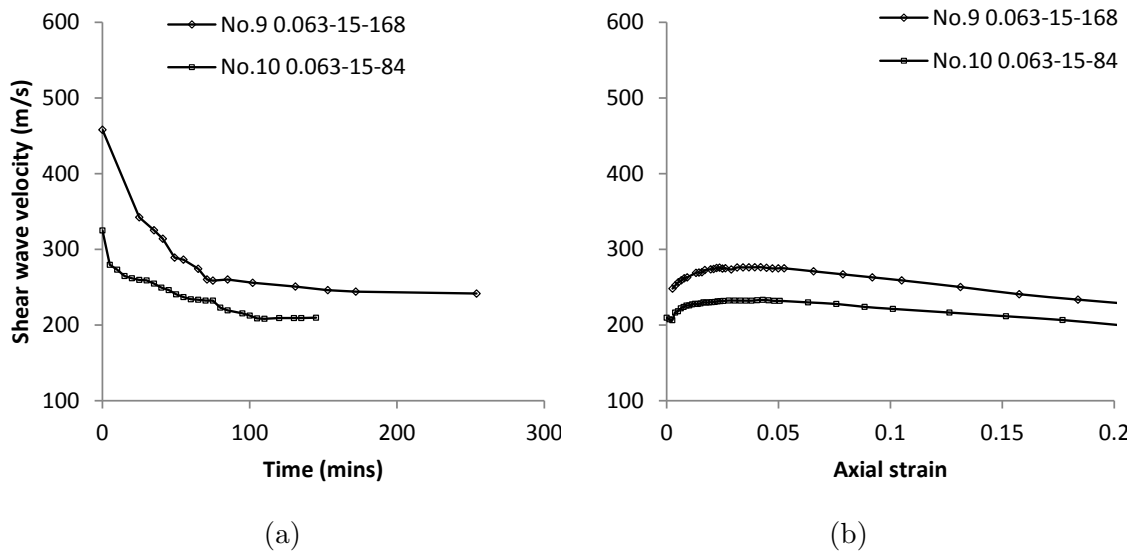 600
500
400
300
200
100
Shear wave velocity (m/s)
No.9 0.063-15-168
No.10 0.063-15-84
0
100
200
300
Time (mins)
(a)
600
500
400
300
200
100
No.9 0.063-15-168
No.10 0.063-15-84
0
0.05
0.1
0.15
0.2
Axial strain
(b)